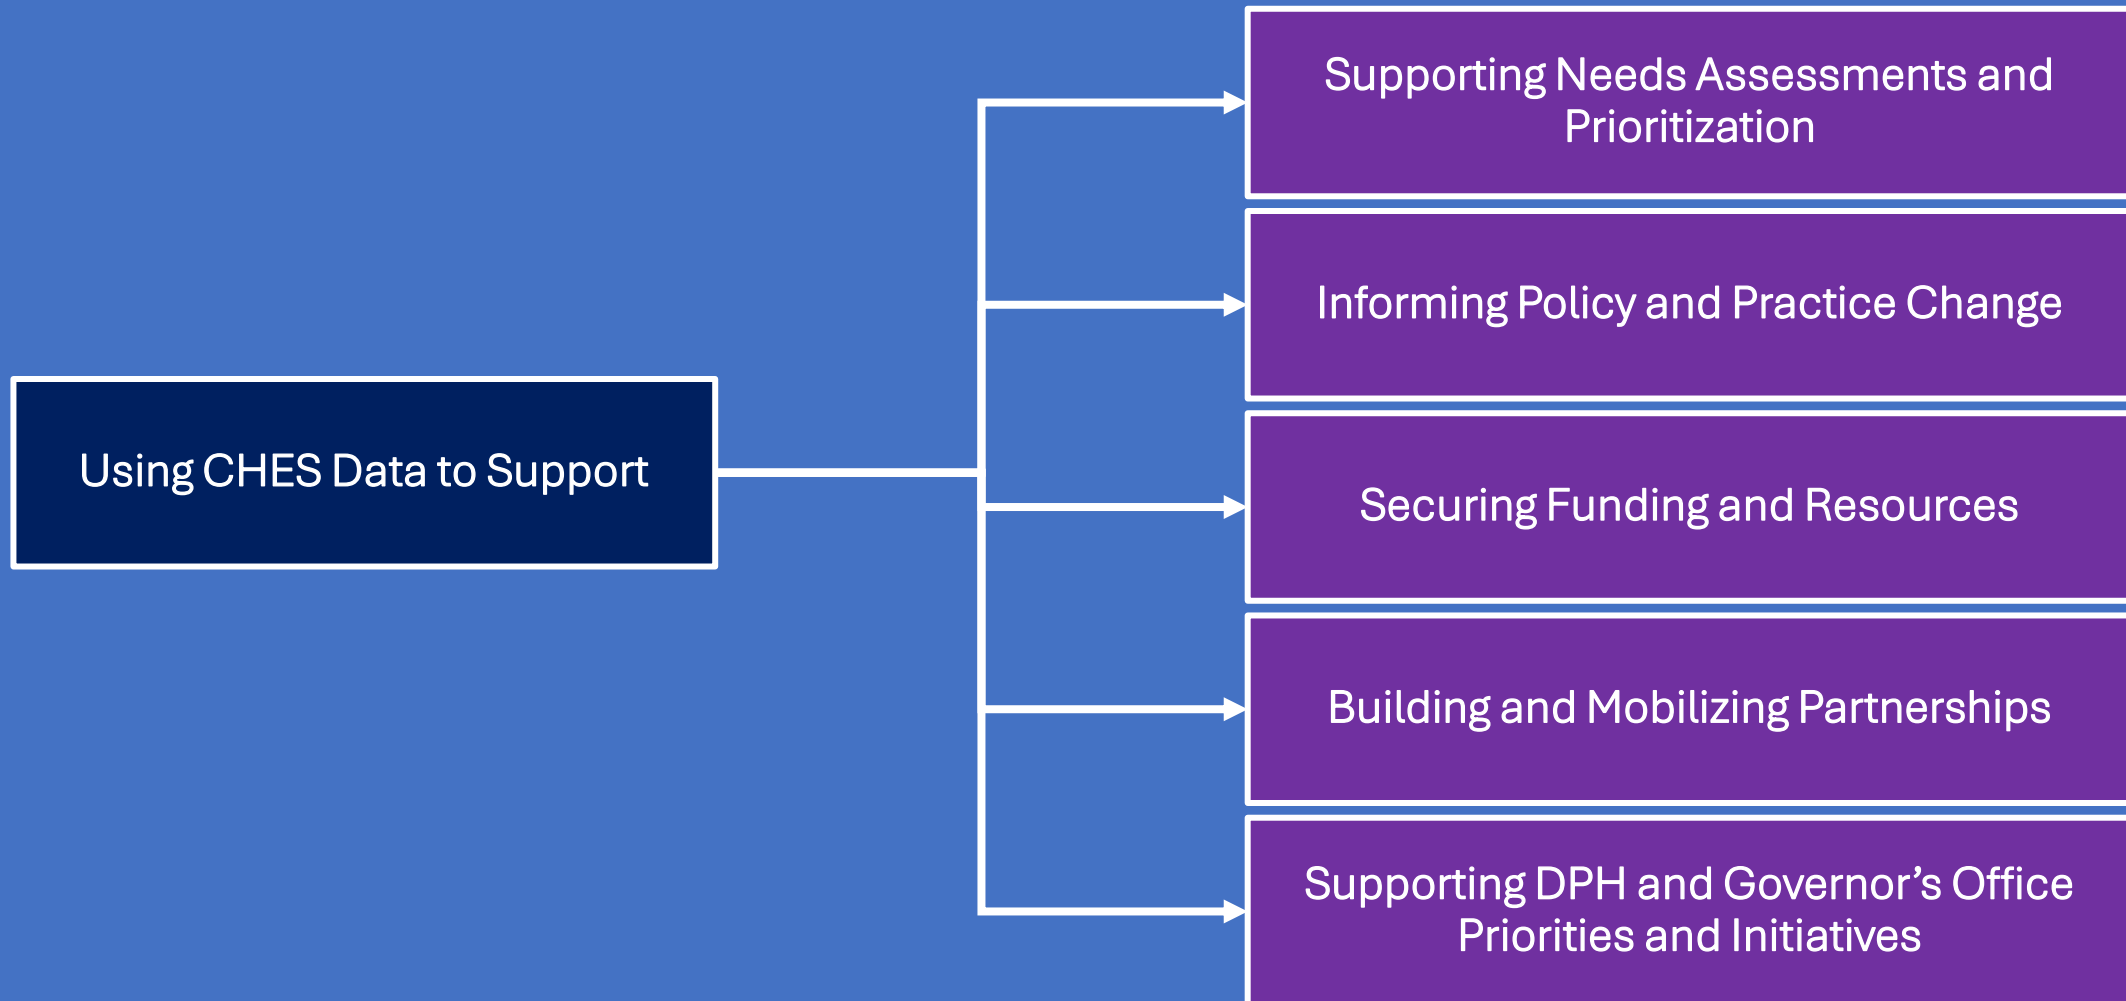 Using CHES Data to Support
Supporting Needs Assessments and
Prioritization
Informing Policy and Practice Change
Securing Funding and Resources
Building and Mobilizing Partnerships
Supporting DPH and Governor’s Office
Priorities and Initiatives